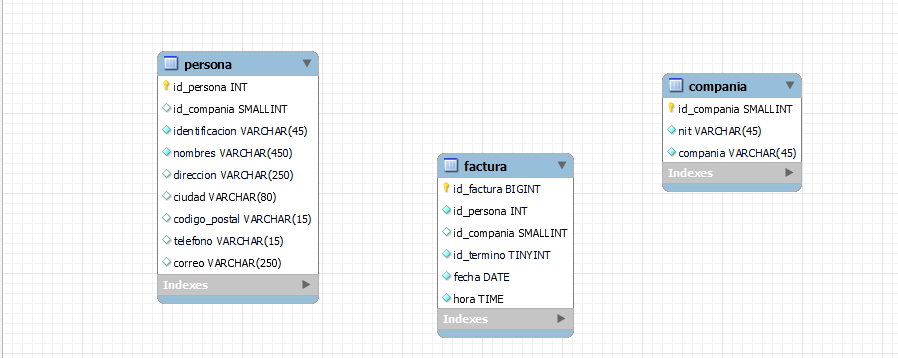 persona
id_persona INT
id_compania SMALLINT
identificacion VARCHAR(45)
nombres VARCHAR(450)
direccion VARCHAR(250)
ciudad VARCHAR(80)
codigo_postal VARCHAR(15)
telefono VARCHAR(15)
correo VARCHAR(250)
Indexes
factura
id_factura BIGINT
id_persona INT
id_compania SMALLINT
id_termino TINYINT
fecha DATE
hora TIME
Indexes
compania
id_compania SMALLINT
nit VARCHAR(45)
compania VARCHAR(45)
Indexes